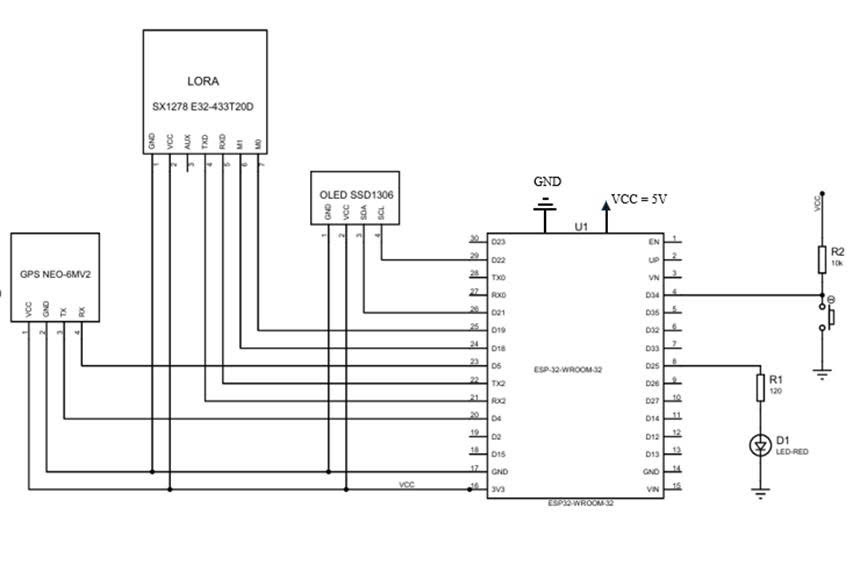 LORA
SX1278 E32-433T20D
GND
VCC
AUX
TXD
RXD
M1
M0
1
2
3
4
5
6
7
OLED SSD1306
GND
VCC
SDA
SCL
1
2
3
4
GPS NEO-6MV2
VCC
GND
TX
RX
1
2
3
4
GND
VCC = 5V
U1
30 D23
29 D22
28 TX0
27 RX0
26 D21
25 D19
24 D18
23 D5
22 TX2
21 RX2
20 D4
19 D2
18 D15
17 GND
VCC
16 3V3
ESP-32-WROOM-32
EN 1
UP 2
VN 3
D34 4
D35 5
D32 6
D33 7
D25 8
D26 9
D27 10
D14 11
D12 12
D13 13
GND 14
VIN 15
ESP32-WROOM-32
VCC
R2
10k
R1
120
D1
LED-RED